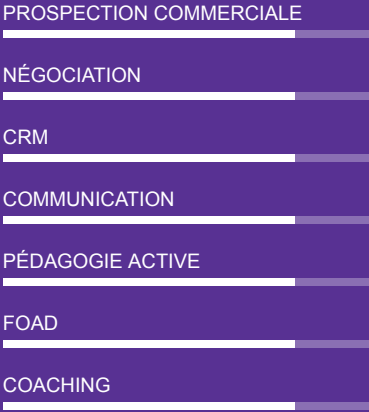 PROSPECTION COMMERCIALE
NÉGOCIATION
CRM
COMMUNICATION
PÉDAGOGIE ACTIVE
FOAD
COACHING